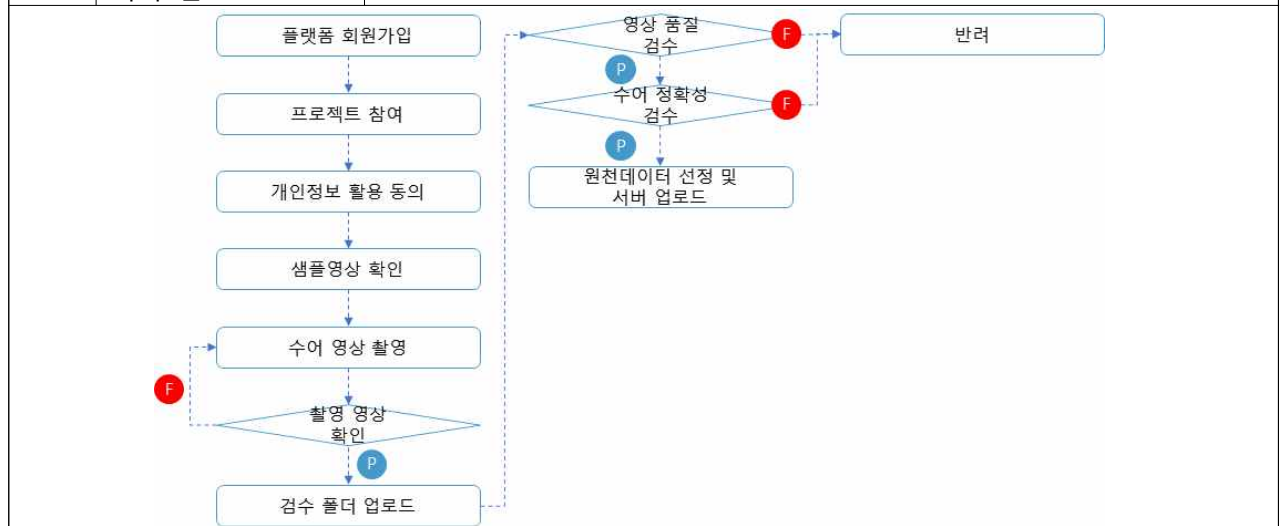 플랫폼 회원가입
프로젝트 참여
개인정보 활용 동의
샘플영상 확인
수어 영상 촬영
F
촬영 영상
확인
P
검수 폴더 업로드
영상 품질
검수
F
P
수어 정확성
검수
F
P
원천데이터 선정 및
서버 업로드
반려